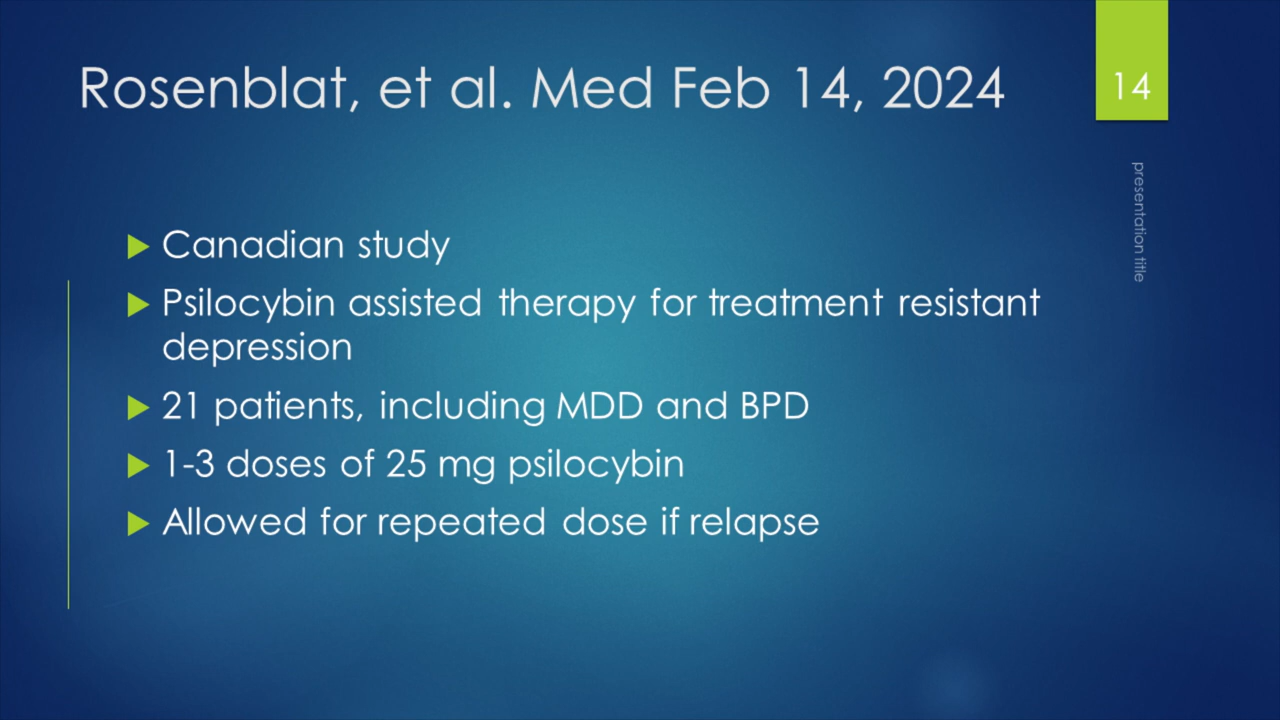 Rosenblat, et al. Med Feb 14, 2024
14
presentation title
Canadian study
Psilocybin assisted therapy for treatment resistant
depression
21 patients, including MDD and BPD
1-3 doses of 25 mg psilocybin
Allowed for repeated dose if relapse